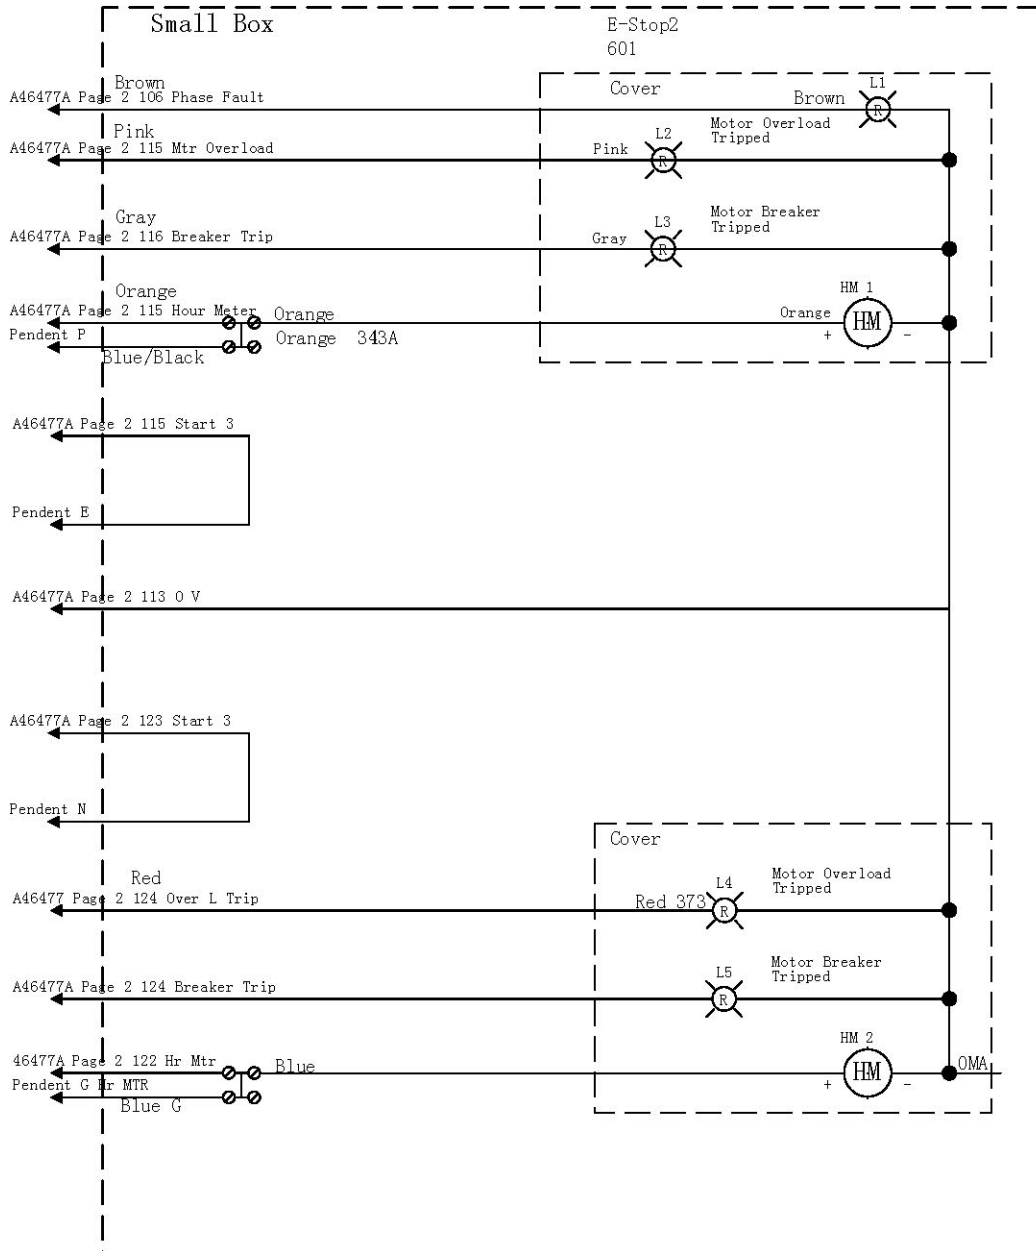 Small Box
E-Stop2
601
Brown
A46477A Page 2 106 Phase Fault
Cover
Brown
L1
R
Pink
A46477A Page 2 115 Mtr Overload
Pink
L2
R
Motor Overload
Tripped
Gray
A46477A Page 2 116 Breaker Trip
Gray
L3
R
Motor Breaker
Tripped
Orange
A46477A Page 2 115 Hour Meter
Orange
Orange
HM 1
HM
+ -
Pendent P
Orange 343A
Blue/Black
A46477A Page 2 115 Start 3
Pendent E
A46477A Page 2 113 0 V
A46477A Page 2 123 Start 3
Pendent N
Cover
Red
A46477 Page 2 124 Over L Trip
Red 373
L4
R
Motor Overload
Tripped
A46477A Page 2 124 Breaker Trip
L5
R
Motor Breaker
Tripped
46477A Page 2 122 Hr Mtr
Blue
HM 2
HM
+ -
OMA
Pendent G Hr MTR
Blue G